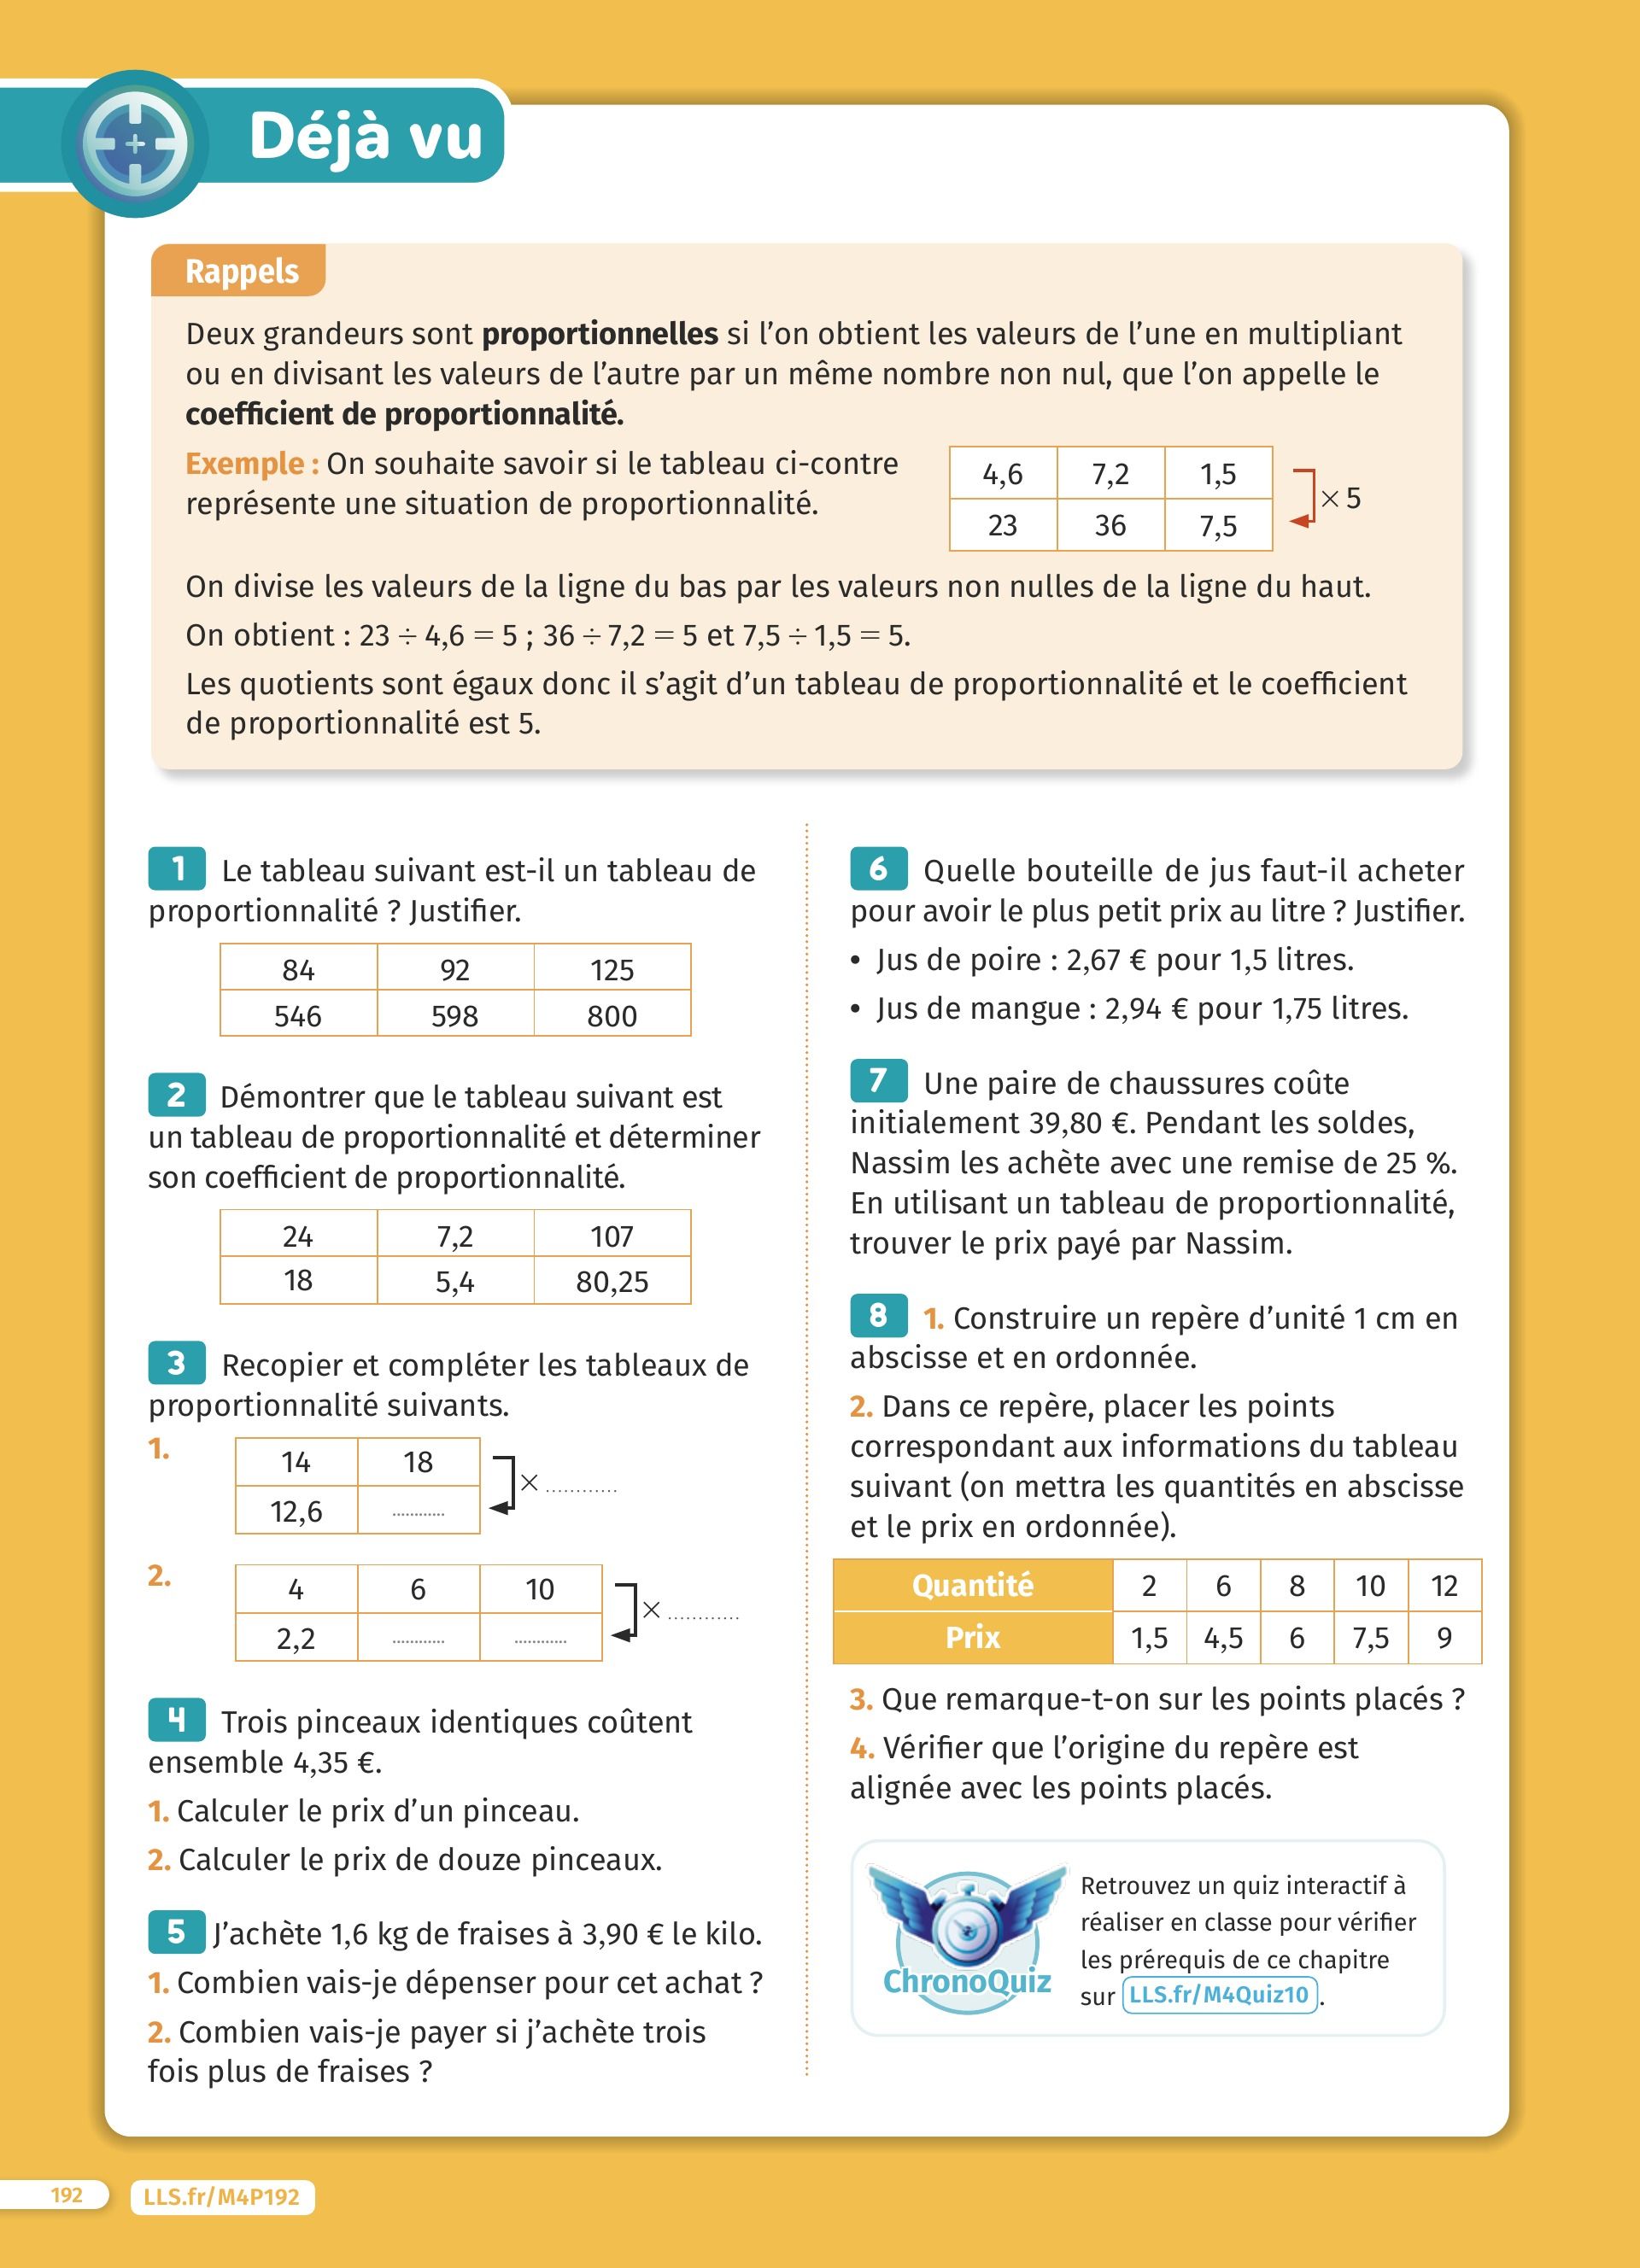 Déjà vu
Rappels
Deux grandeurs sont proportionnelles si l’on obtient les valeurs de l’une en multipliant
ou en divisant les valeurs de l’autre par un même nombre non nul, que l’on appelle le
coefficient de proportionnalité.
Exemple : On souhaite savoir si le tableau ci-contre
représente une situation de proportionnalité.
4,6 7,2 1,5
23 36 7,5
× 5
On divise les valeurs de la ligne du bas par les valeurs non nulles de la ligne du haut.
On obtient : 23 ÷ 4,6 = 5 ; 36 ÷ 7,2 = 5 et 7,5 ÷ 1,5 = 5.
Les quotients sont égaux donc il s’agit d’un tableau de proportionnalité et le coefficient
de proportionnalité est 5.
1 Le tableau suivant est-il un tableau de
proportionnalité ? Justifier.
84 92 125
546 598 800
2 Démontrer que le tableau suivant est
un tableau de proportionnalité et déterminer
son coefficient de proportionnalité.
24 7,2 107
18 5,4 80,25
3 Recopier et compléter les tableaux de
proportionnalité suivants.
1.
14 18
12,6 ............
× ............
2.
4 6 10
2,2 ............ ............
× ............
4 Trois pinceaux identiques coûtent
ensemble 4,35 €.
1. Calculer le prix d’un pinceau.
2. Calculer le prix de douze pinceaux.
5 J’achète 1,6 kg de fraises à 3,90 € le kilo.
1. Combien vais-je dépenser pour cet achat ?
2. Combien vais-je payer si j’achète trois
fois plus de fraises ?
6 Quelle bouteille de jus faut-il acheter
pour avoir le plus petit prix au litre ? Justifier.
• Jus de poire : 2,67 € pour 1,5 litres.
• Jus de mangue : 2,94 € pour 1,75 litres.
7 Une paire de chaussures coûte
initialement 39,80 €. Pendant les soldes,
Nassim les achète avec une remise de 25 %.
En utilisant un tableau de proportionnalité,
trouver le prix payé par Nassim.
8 1. Construire un repère d’unité 1 cm en
abscisse et en ordonnée.
2. Dans ce repère, placer les points
correspondant aux informations du tableau
suivant (on mettra les quantités en abscisse
et le prix en ordonnée).
Quantité 2 6 8 10 12
Prix 1,5 4,5 6 7,5 9
3. Que remarque-t-on sur les points placés ?
4. Vérifier que l’origine du repère est
alignée avec les points placés.
ChronoQuiz
Retrouvez un quiz interactif à
réaliser en classe pour vérifier
les prérequis de ce chapitre
sur LLS.fr/M4Quiz10 .
192
LLS.fr/M4P192